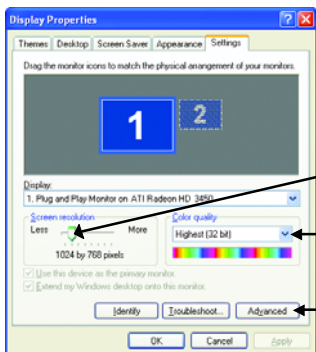 Display Properties
Themes Desktop Screen Saver Appearance Settings
Drag the monitor icons to match the physical arrangement of your monitors.
1 2
Display:
1. Plug and Play Monitor on ATI Radeon HD 3450
Screen resolution
Less More
1024 by 768 pixels
Color quality
Highest (32 bit)
Use this device as the primary monitor.
Extend my Windows desktop onto this monitor.
Identify Troubleshoot... Advanced
OK Cancel Apply